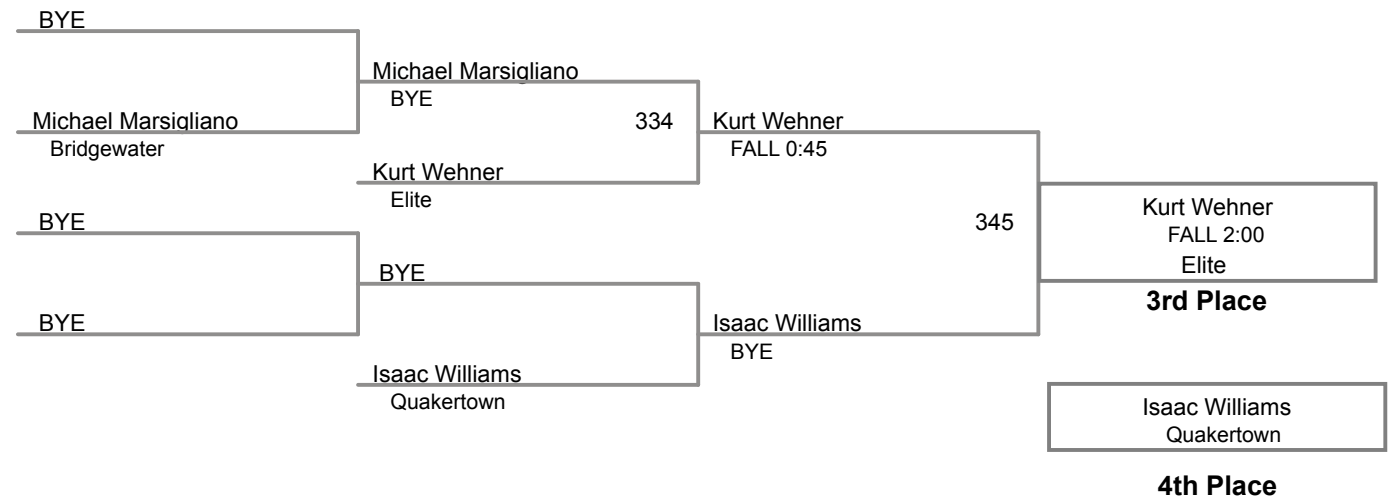 BYE
Michael Marsigliano
BYE
Michael Marsigliano
Bridgewater
334
Kurt Wehner
FALL 0:45
Kurt Wehner
Elite
BYE
345
Kurt Wehner
FALL 2:00
Elite
3rd Place
BYE
BYE
Isaac Williams
BYE
Isaac Williams
Quakertown
Isaac Williams
Quakertown
4th Place